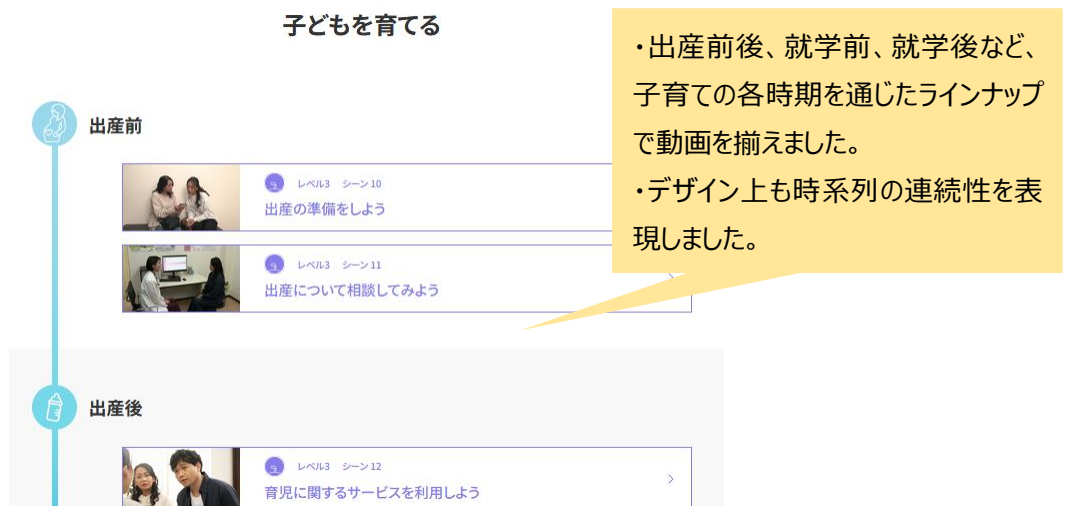 子どもを育てる
・出産前後、就学前、就学後など、
子育ての各時期を通じたラインナップ
で動画を揃えました。
・デザイン上も時系列の連続性を表
現しました。
出産前
レベル3 シーン10
出産の準備をしよう
レベル3 シーン11
出産について相談してみよう
出産後
レベル3 シーン12
育児に関するサービスを利用しよう